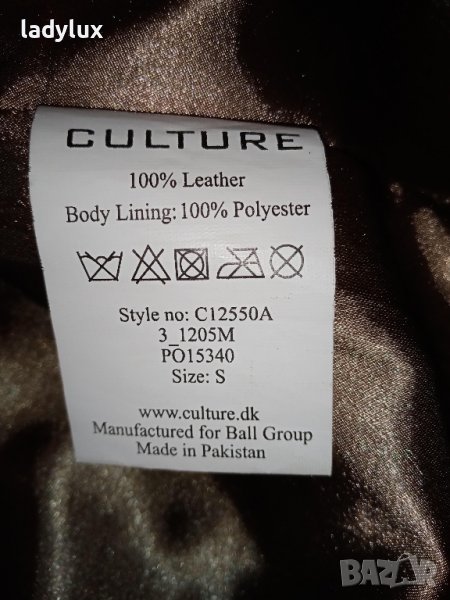 ladylux
CULTURE
100% Leather
Body Lining: 100% Polyester
Style no: C12550A
3_1205M
PO15340
Size: S
www.culture.dk
Manufactured for Ball Group
Made in Pakistan
BAZAR